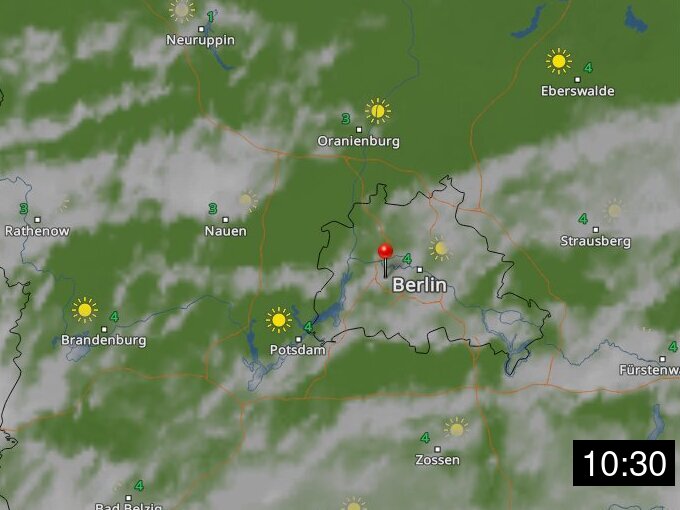 1
Neuruppin
4
Eberswalde
3
Oranienburg
3
Rathenow
3
Nauen
4
Strausberg
4
Berlin
4
Brandenburg
4
Potsdam
4
Fürstenwa
4
Zossen
10:30
4
Bad Belzig